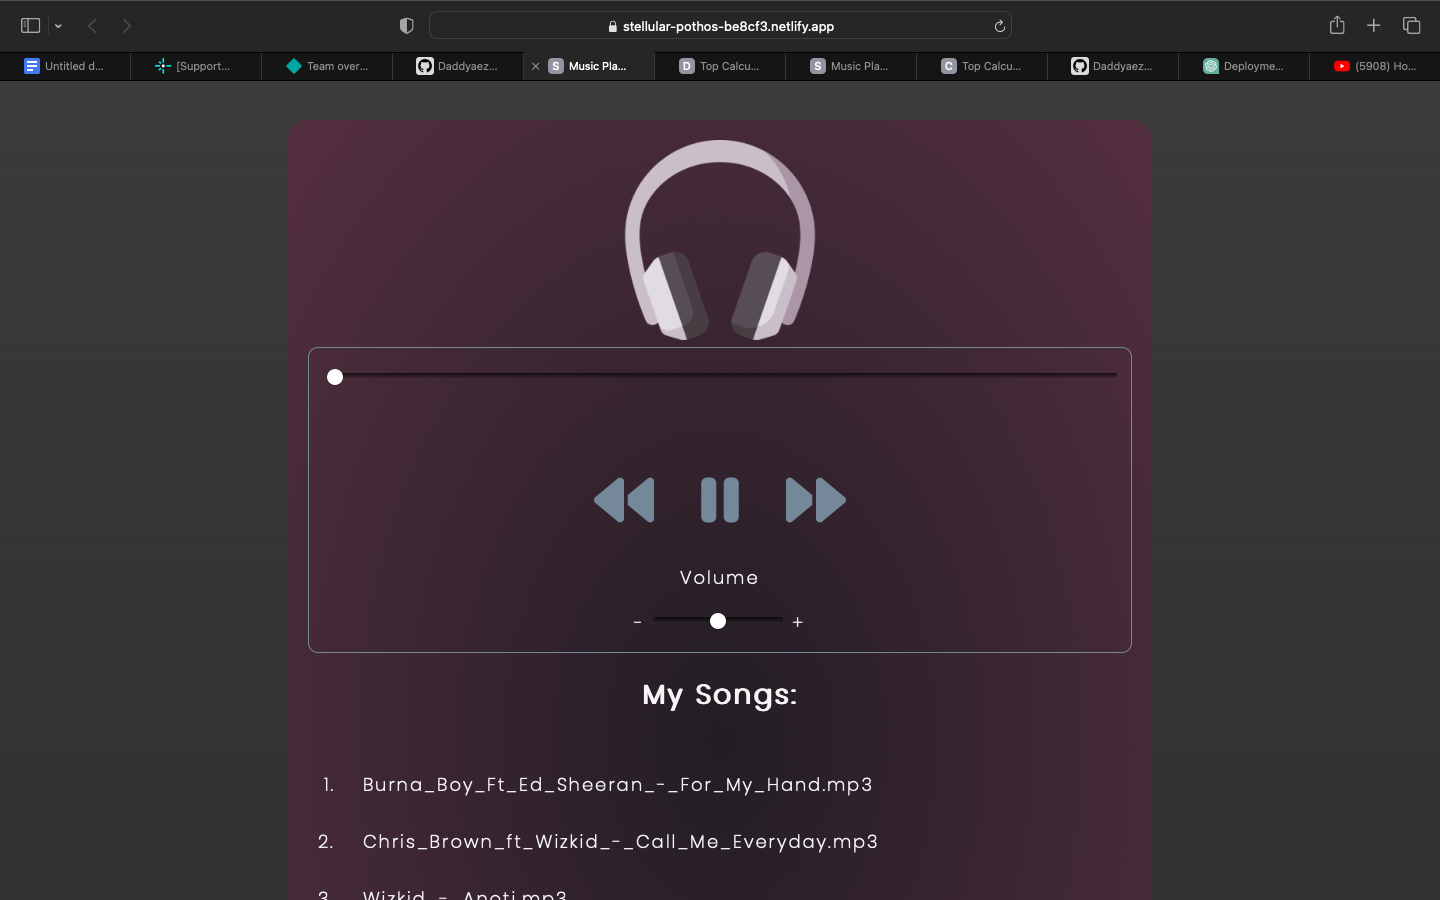 stellular-pothos-be8cf3.netlify.app
Untitled d...
[Support...
Team over...
Daddyaez...
S Music Pla...
D Top Calcu...
S Music Pla...
C Top Calcu...
Daddyaez...
Deployme...
(5908) Ho...
Volume
- +
My Songs:
1. Burna_Boy_Ft_Ed_Sheeran_-_For_My_Hand.mp3
2. Chris_Brown_ft_Wizkid_-_Call_Me_Everyday.mp3
3. Wizkid_-_Anoti.mp3